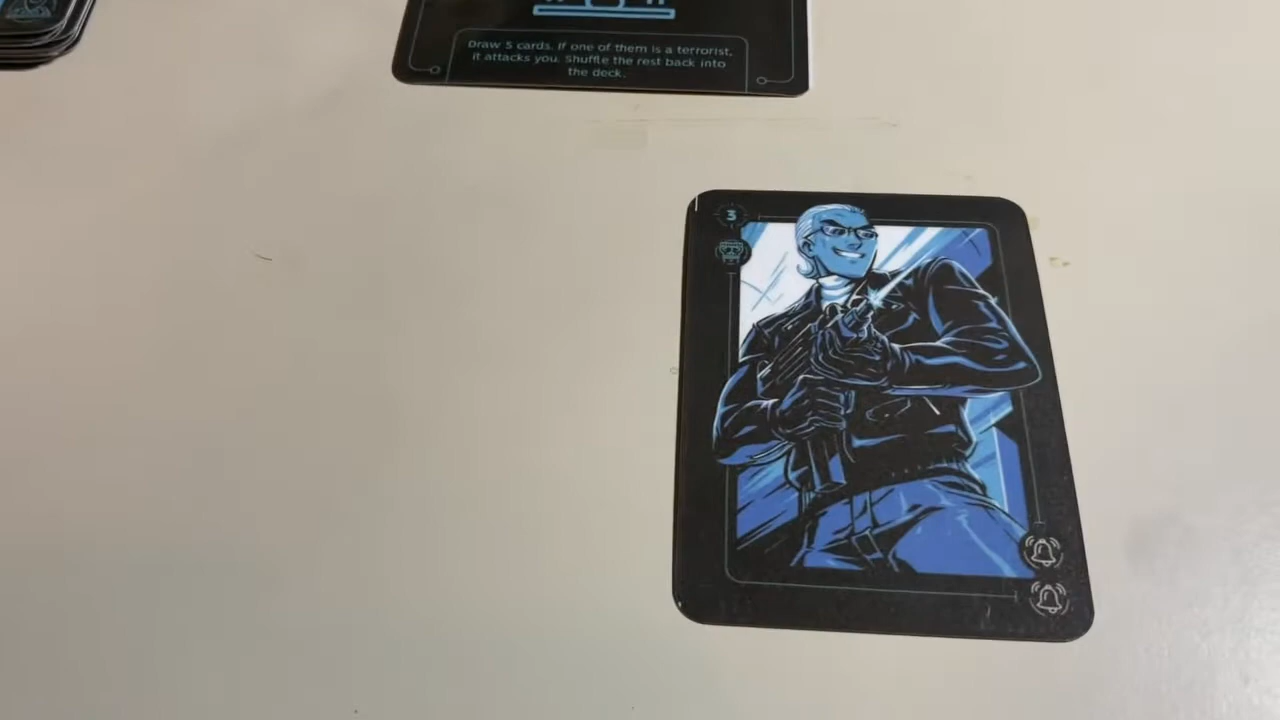 Draw 5 cards. If one of them is a terrorist,
it attacks you. Shuffle the rest back into
the deck.
3